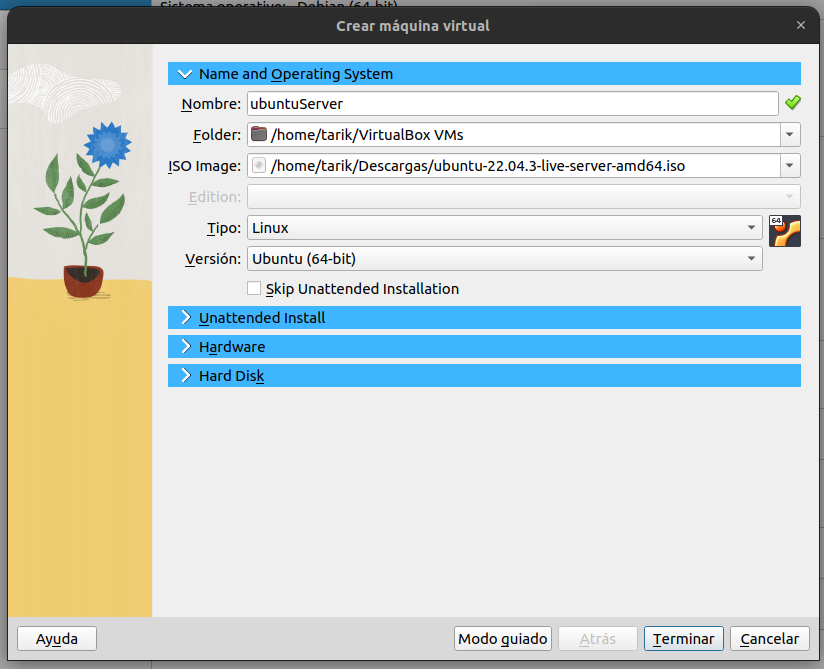 Sistema operativo: Debian (64-bit)
Crear máquina virtual
Name and Operating System
Nombre: ubuntuServer
Folder: /home/tarik/VirtualBox VMs
ISO Image: /home/tarik/Descargas/ubuntu-22.04.3-live-server-amd64.iso
Edition:
Tipo: Linux
64
Versión: Ubuntu (64-bit)
Skip Unattended Installation
Unattended Install
Hardware
Hard Disk
Ayuda Modo guiado Atrás Terminar Cancelar